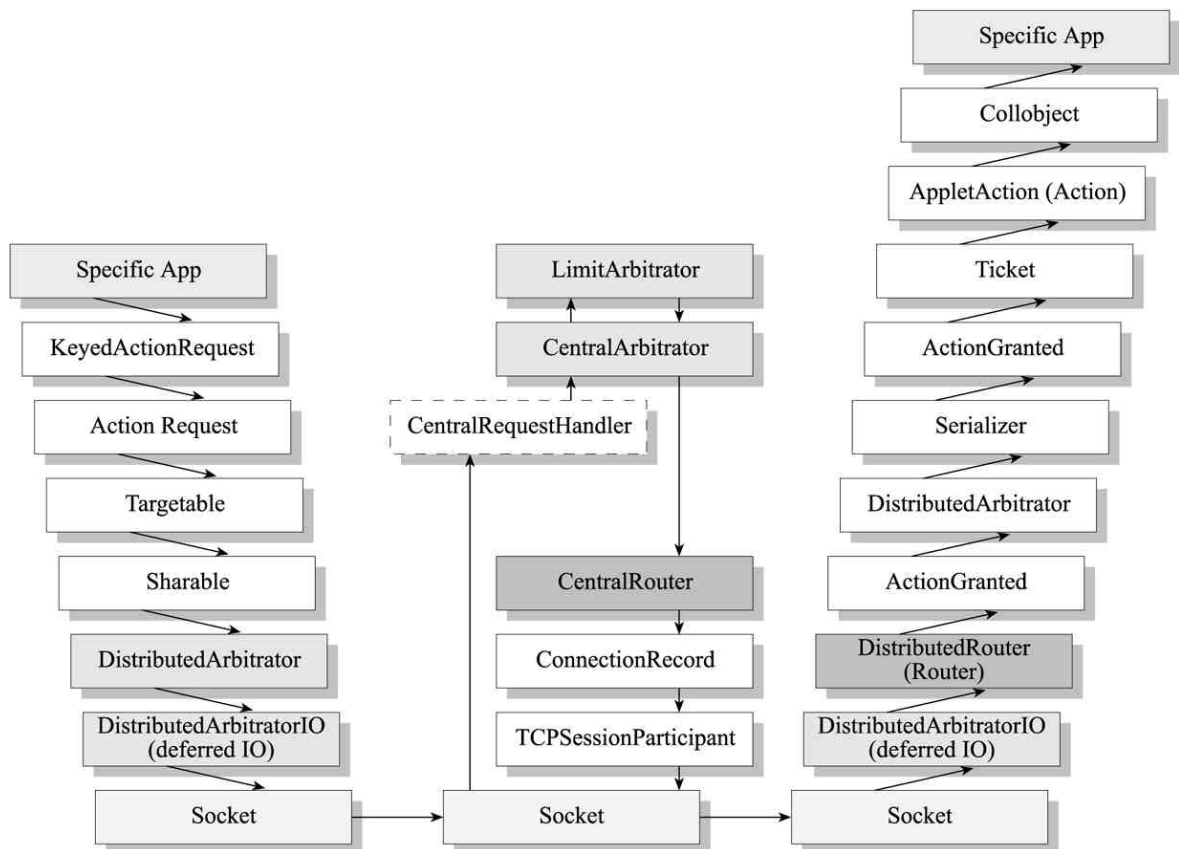 Specific App
KeyedActionRequest
Action Request
Targetable
Sharable
DistributedArbitrator
DistributedArbitratorIO
(deferred IO)
Socket
LimitArbitrator
CentralArbitrator
CentralRequestHandler
CentralRouter
ConnectionRecord
TCPSessionParticipant
Socket
Specific App
Collobject
AppletAction (Action)
Ticket
ActionGranted
Serializer
DistributedArbitrator
ActionGranted
DistributedRouter
(Router)
DistributedArbitratorIO
(deferred IO)
Socket